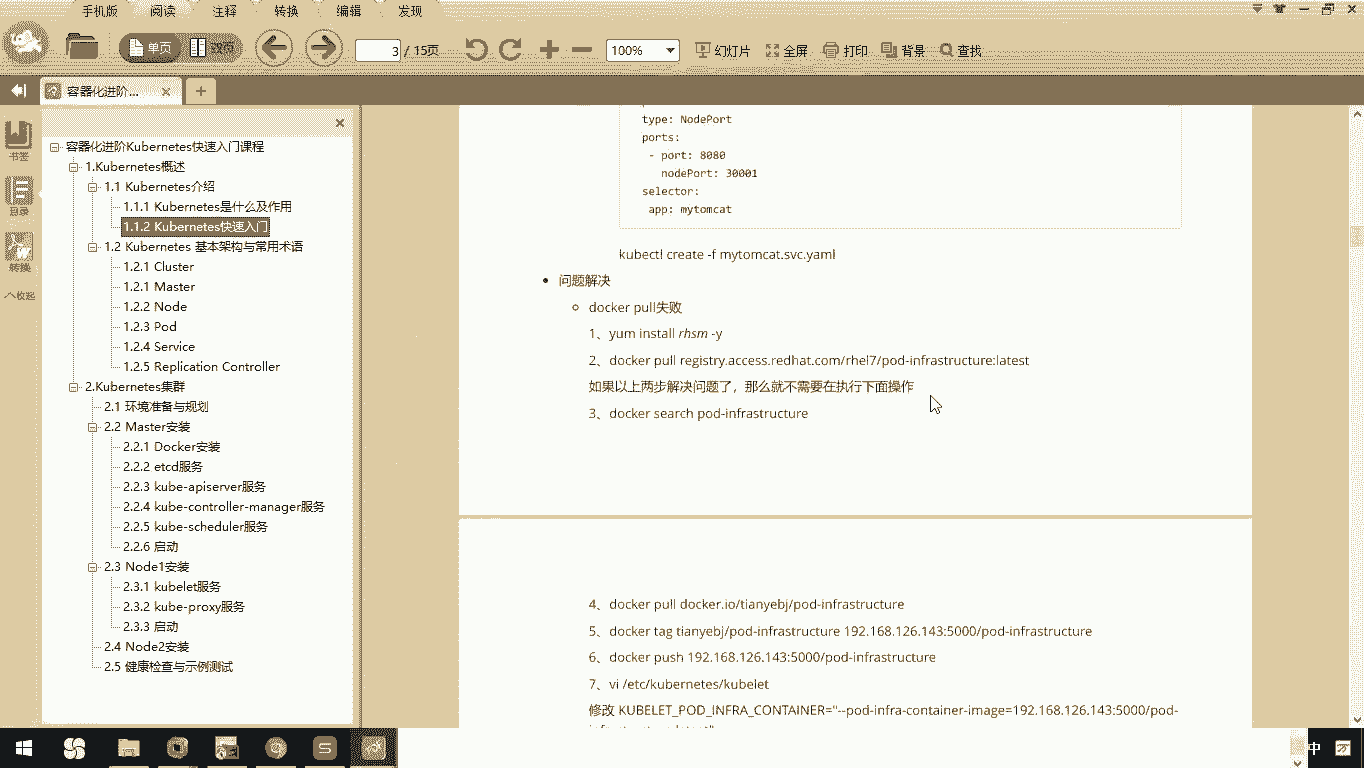 手机版 阅读 注释 转换 编辑 发现
单页 双页 3 / 15页 100% 幻灯片 全屏 打印 背景 查找
容器化进阶... × +
书签
目录
转换
收起
容器化进阶Kubernetes快速入门课程
1.Kubernetes概述
1.1 Kubernetes介绍
1.1.1 Kubernetes是什么及作用
1.1.2 Kubernetes快速入门
1.2 Kubernetes 基本架构与常用术语
1.2.1 Cluster
1.2.1 Master
1.2.2 Node
1.2.3 Pod
1.2.4 Service
1.2.5 Replication Controller
2.Kubernetes集群
2.1 环境准备与规划
2.2 Master安装
2.2.1 Docker安装
2.2.2 etcd服务
2.2.3 kube-apiserver服务
2.2.4 kube-controller-manager服务
2.2.5 kube-scheduler服务
2.2.6 启动
2.3 Node1安装
2.3.1 kubelet服务
2.3.2 kube-proxy服务
2.3.3 启动
2.4 Node2安装
2.5 健康检查与示例测试
type: NodePort
ports:
- port: 8080
nodePort: 30001
selector:
app: mytomcat
kubectl create -f mytomcat.svc.yaml
问题解决
docker pull失败
1、yum install rhsm -y
2、docker pull registry.access.redhat.com/rhel7/pod-infrastructure:latest
如果以上两步解决问题了，那么就不需要在执行下面操作
3、docker search pod-infrastructure
4、docker pull docker.io/tianyebj/pod-infrastructure
5、docker tag tianyebj/pod-infrastructure 192.168.126.143:5000/pod-infrastructure
6、docker push 192.168.126.143:5000/pod-infrastructure
7、vi /etc/kubernetes/kubelet
修改 KUBELET_POD_INFRA_CONTAINER="--pod-infra-container-image=192.168.126.143:5000/pod-
中